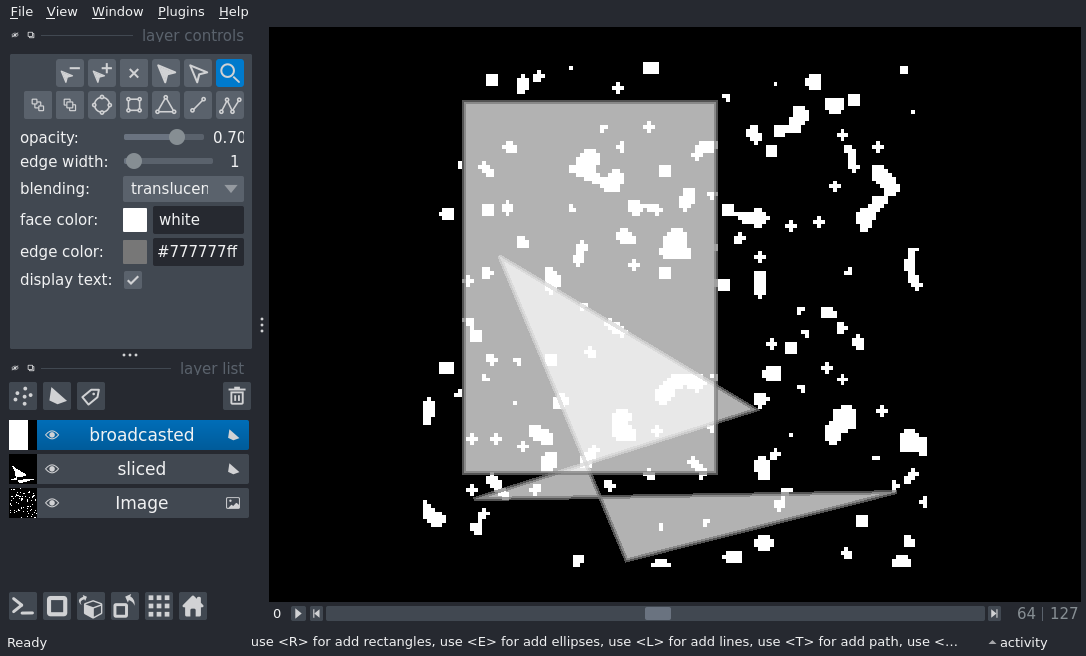 File View Window Plugins Help
layer controls
opacity: 0.70
edge width: 1
blending: translucen
face color: white
edge color: #777777ff
display text:
layer list
broadcasted
sliced
Image
0 64 127
Ready use <R> for add rectangles, use <E> for add ellipses, use <L> for add lines, use <T> for add path, use <... activity